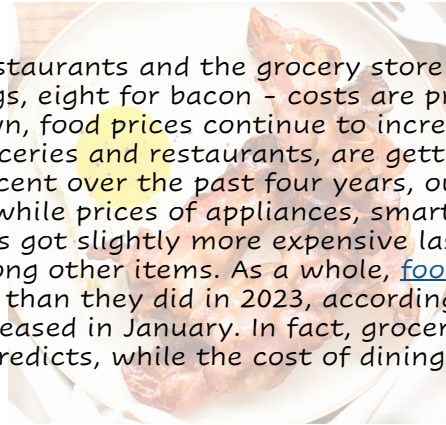 staurants and the grocery store
gs, eight for bacon – costs are pr
wn, food prices continue to incre
ceries and restaurants, are gett
cent over the past four years, ou
while prices of appliances, smart
s got slightly more expensive la
ong other items. As a whole, foo
than they did in 2023, according
eased in January. In fact, grocer
redicts, while the cost of dining